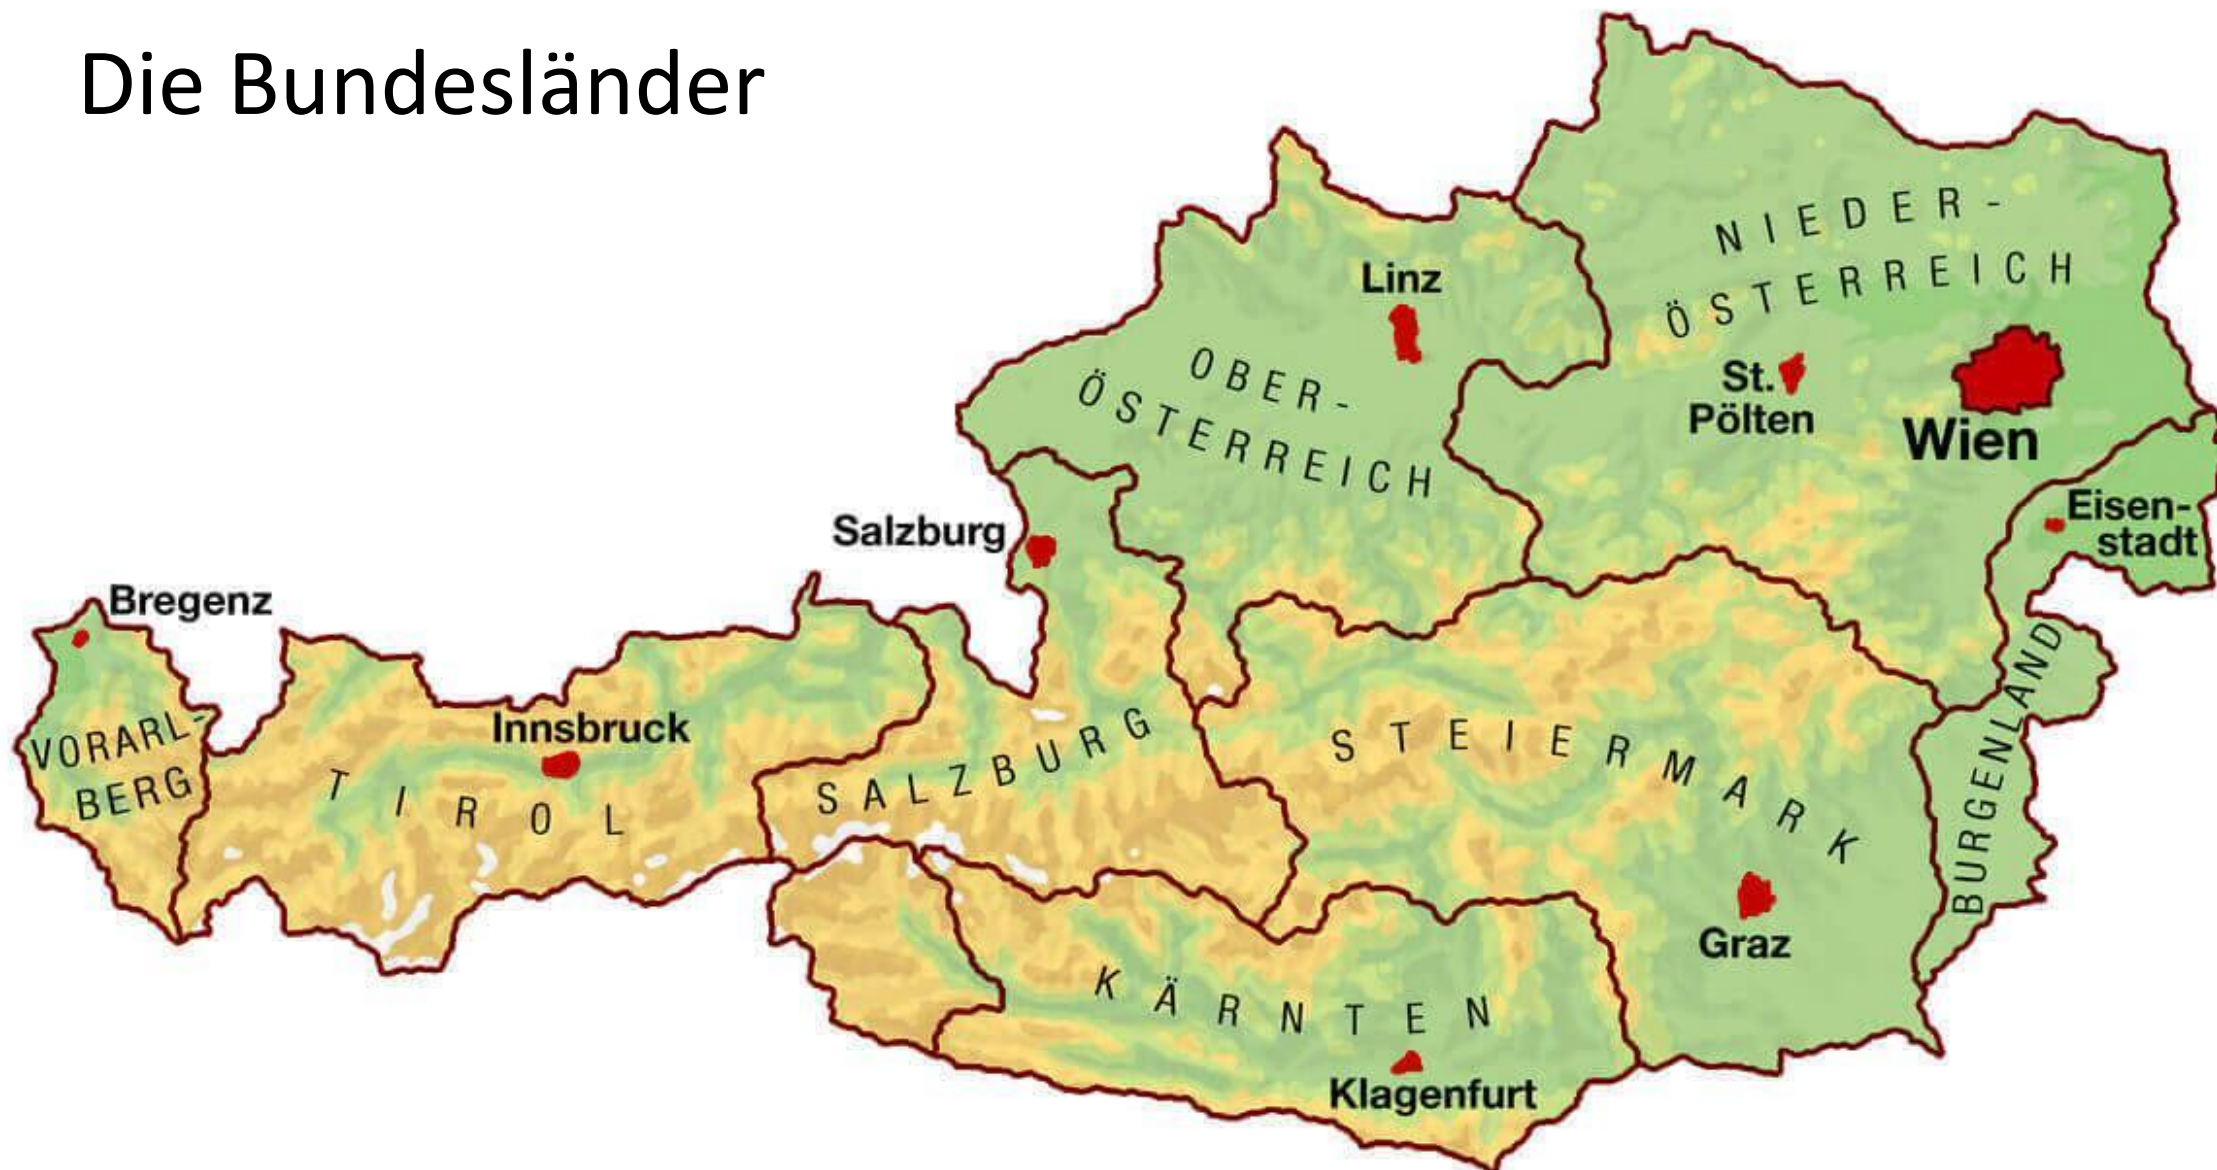 Die Bundesländer
NIEDER-
ÖSTERREICH
Linz
OBER-
ÖSTERREICH
St.
Pölten
Wien
Eisen-
stadt
Salzburg
Bregenz
VORARL-
BERG
Innsbruck
TIROL
SALZBURG
STEIERMARK
BURGENLAND
Graz
KÄRNTEN
Klagenfurt